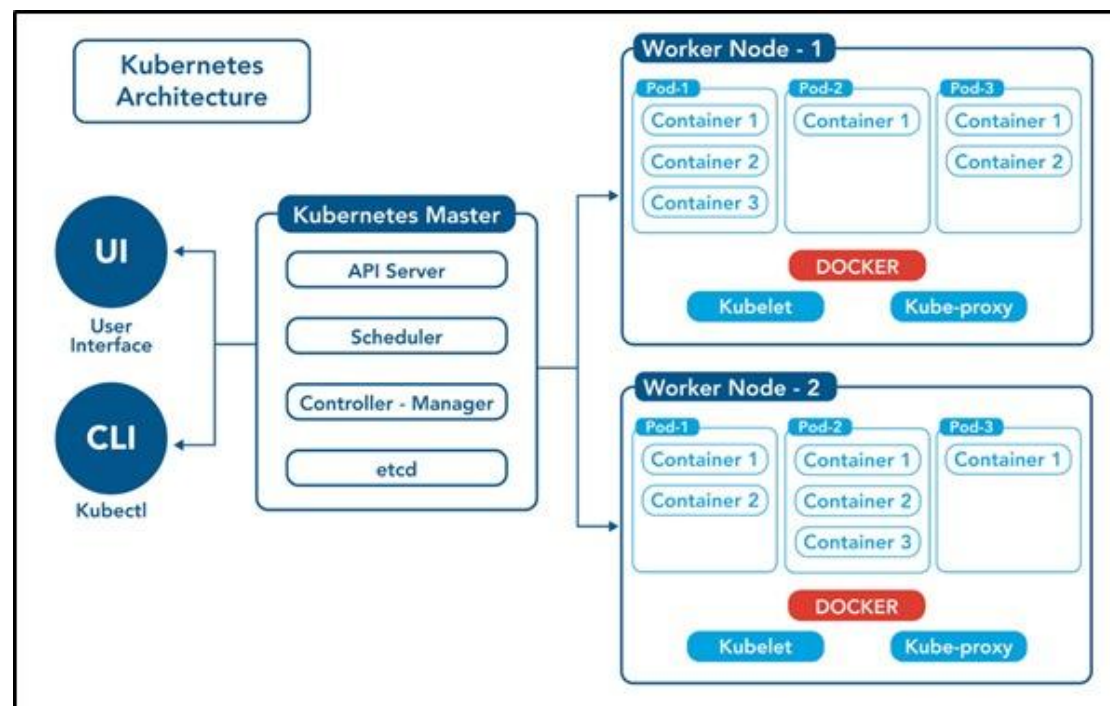 Kubernetes
Architecture
UI
User
Interface
CLI
Kubectl
Kubernetes Master
API Server
Scheduler
Controller - Manager
etcd
Worker Node - 1
Pod-1
Container 1
Container 2
Container 3
Pod-2
Container 1
Pod-3
Container 1
Container 2
DOCKER
Kubelet
Kube-proxy
Worker Node - 2
Pod-1
Container 1
Container 2
Pod-2
Container 1
Container 2
Container 3
Pod-3
Container 1
DOCKER
Kubelet
Kube-proxy